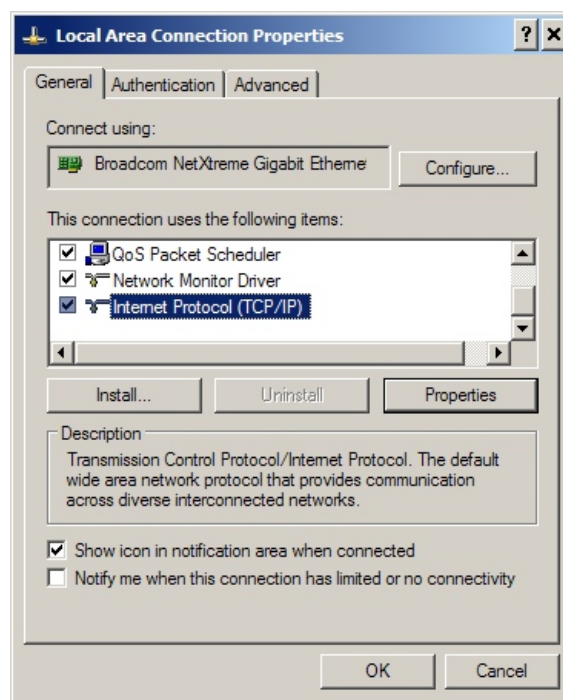 Local Area Connection Properties
General
Authentication
Advanced
Connect using:
Broadcom NetXtreme Gigabit Etherne
Configure...
This connection uses the following items:
QoS Packet Scheduler
Network Monitor Driver
Internet Protocol (TCP/IP)
Install...
Uninstall
Properties
Description
Transmission Control Protocol/Internet Protocol. The default
wide area network protocol that provides communication
across diverse interconnected networks.
Show icon in notification area when connected
Notify me when this connection has limited or no connectivity
OK
Cancel